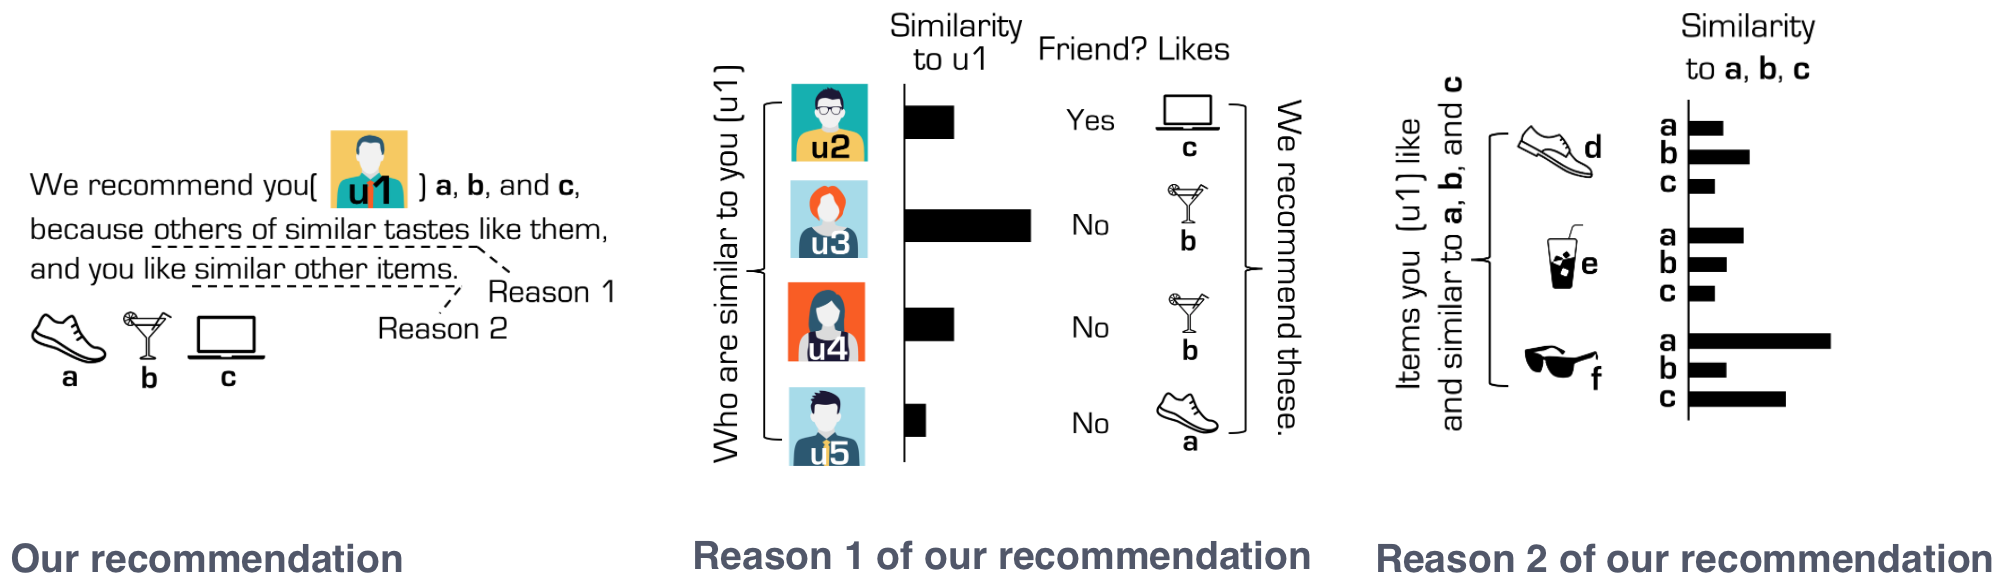 We recommend you( u1 ) a, b, and c,
because others of similar tastes like them,
and you like similar other items.
Reason 1
Reason 2
a b c
Our recommendation
Similarity
to u1
Friend? Likes
Who are similar to you (u1)
u2
Yes
c
u3
No
b
u4
No
b
u5
No
a
We recommend these.
Reason 1 of our recommendation
Similarity
to a, b, c
Items you (u1) like
and similar to a, b, and c
d
a
b
c
e
a
b
c
f
a
b
c
Reason 2 of our recommendation